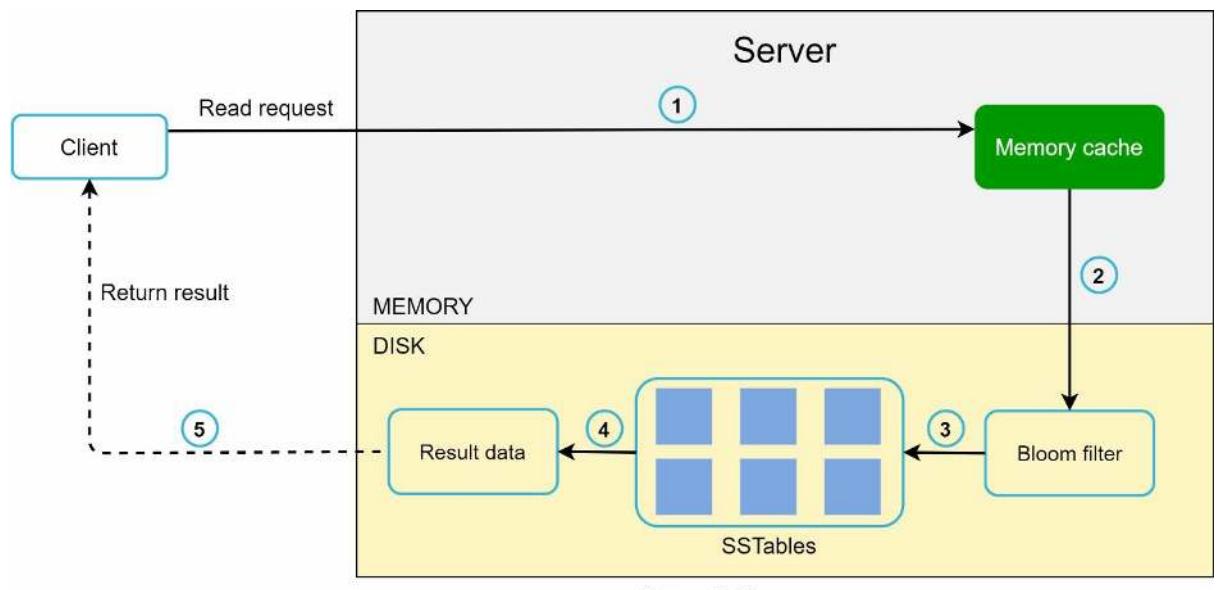 Server
Read request
1
Client
Memory cache
2
Return result
MEMORY
DISK
5
Result data
4
3
Bloom filter
SSTables